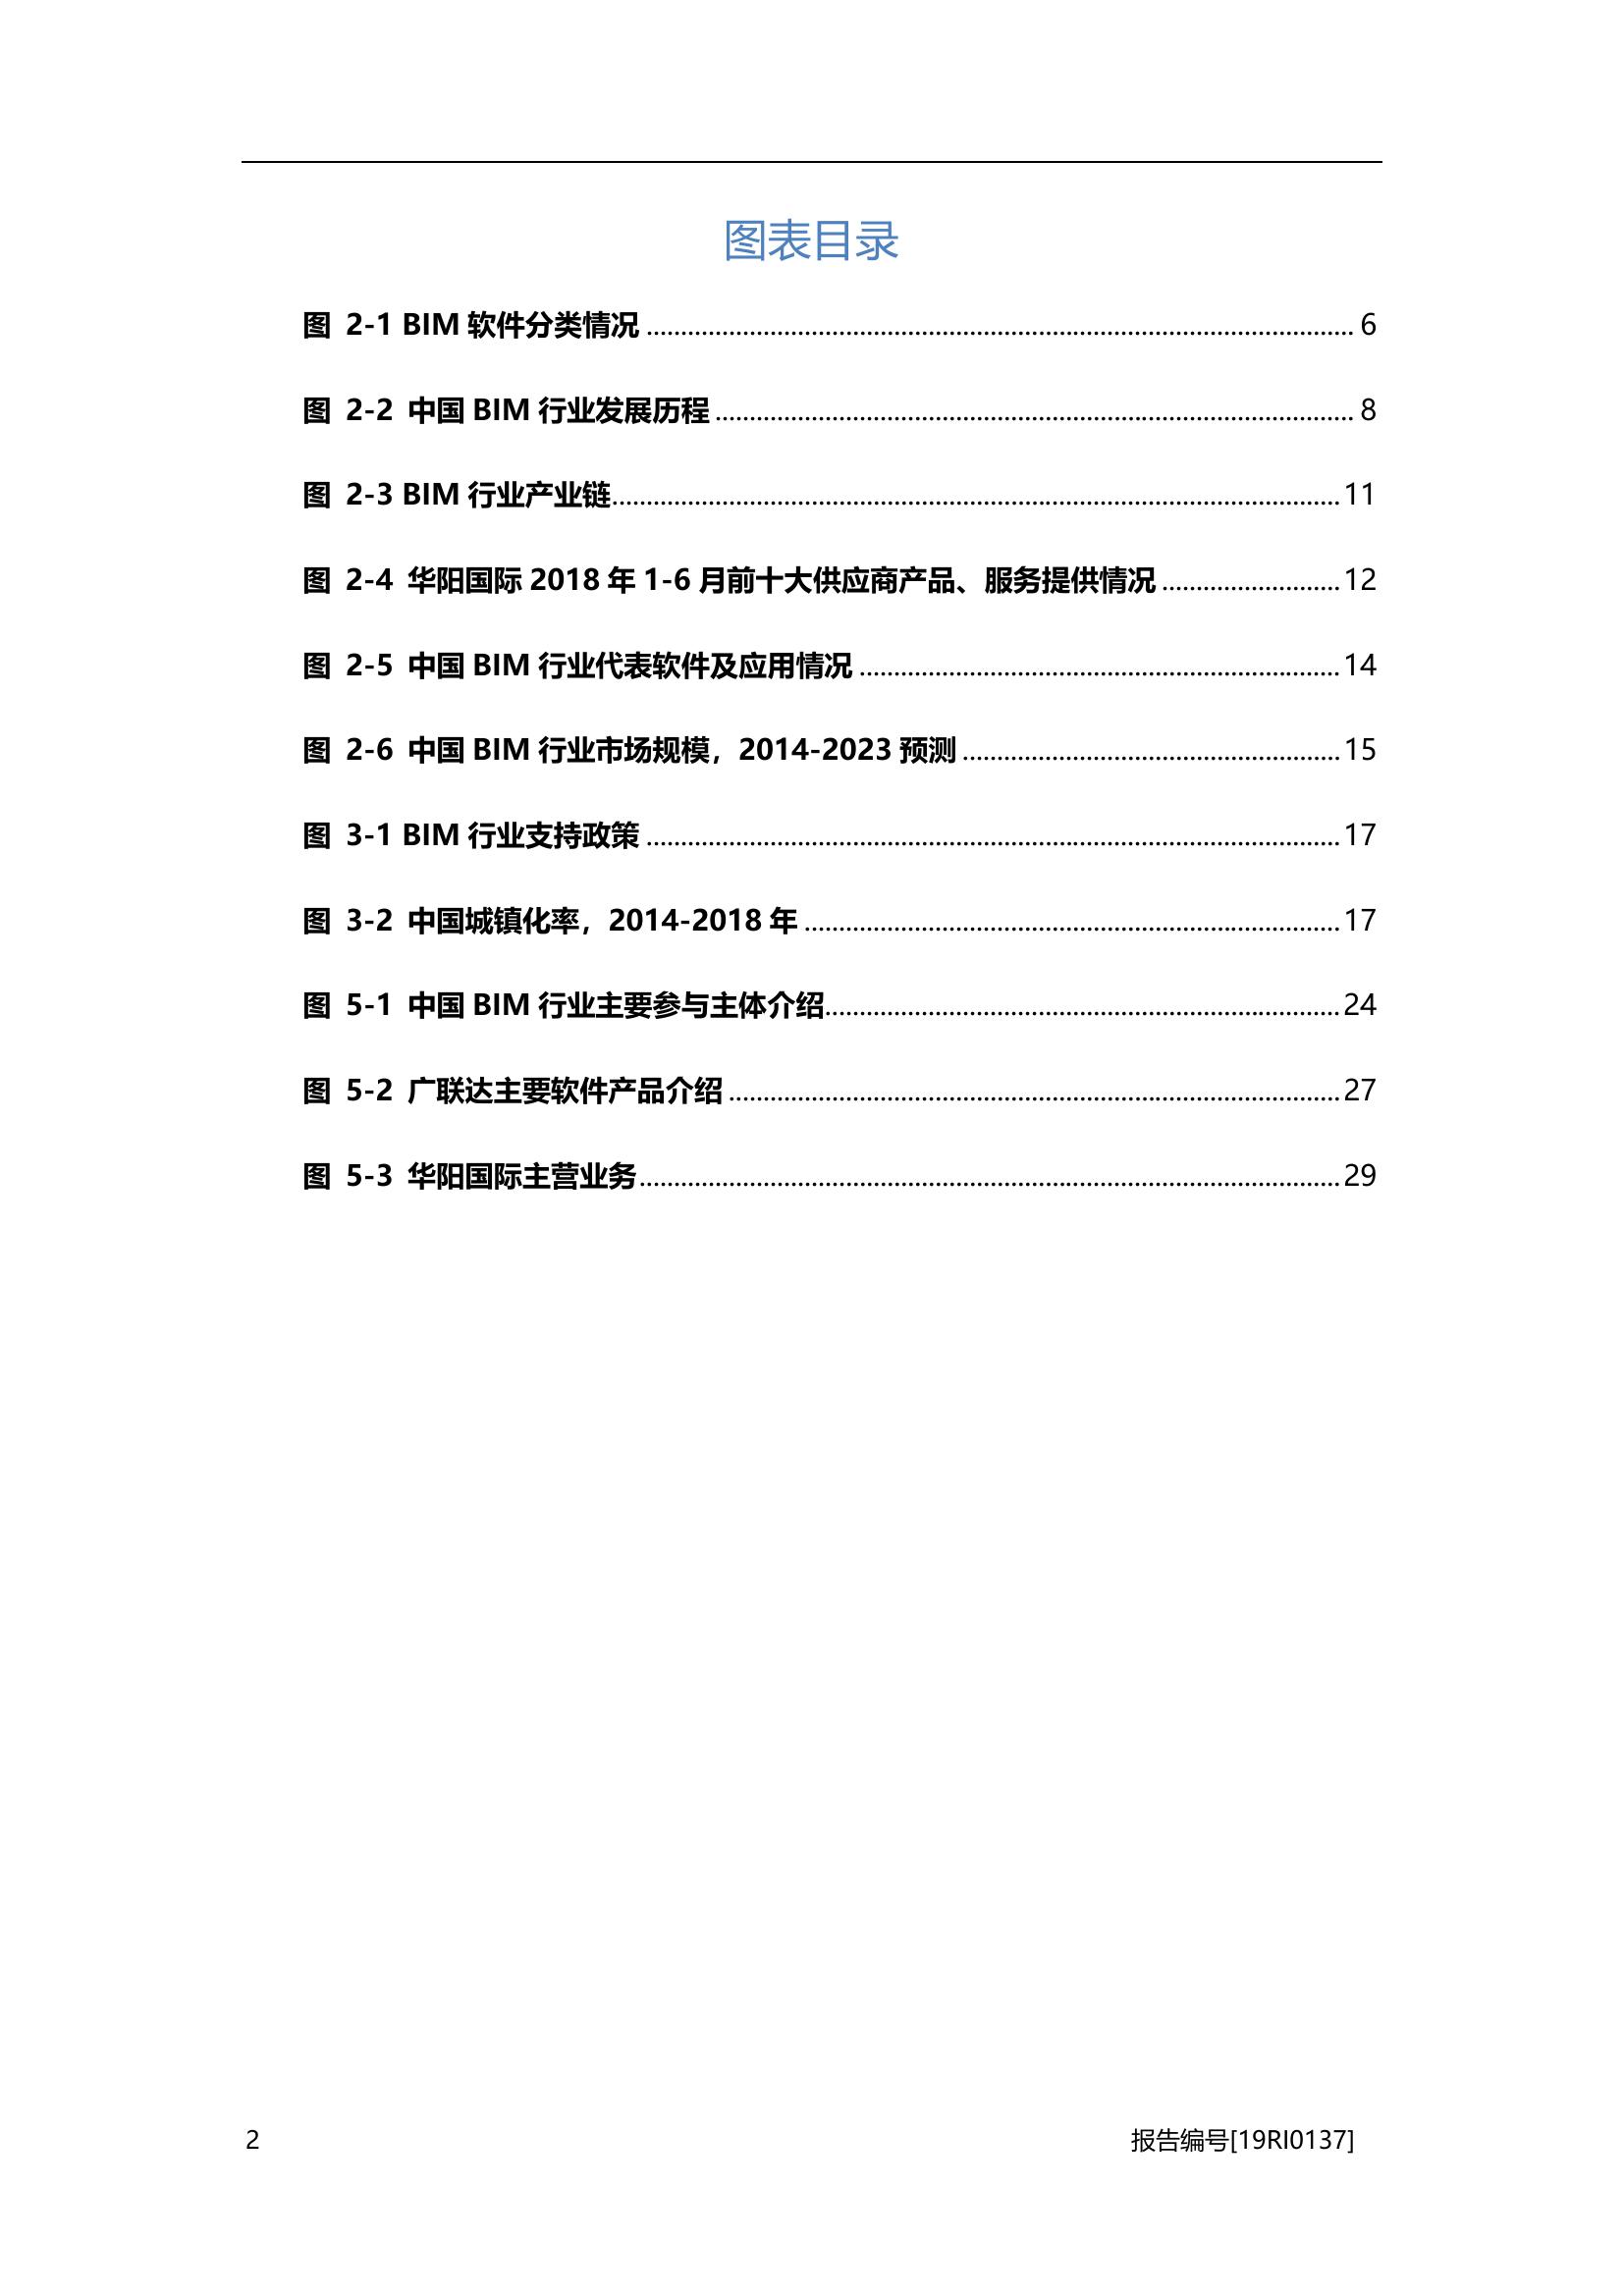 图表目录
图 2-1 BIM 软件分类情况 ........................................ 6
图 2-2 中国 BIM 行业发展历程 ........................................ 8
图 2-3 BIM 行业产业链 ........................................ 11
图 2-4 华阳国际 2018 年 1-6 月前十大供应商产品、服务提供情况 ........................................ 12
图 2-5 中国 BIM 行业代表软件及应用情况 ........................................ 14
图 2-6 中国 BIM 行业市场规模，2014-2023 预测 ........................................ 15
图 3-1 BIM 行业支持政策 ........................................ 17
图 3-2 中国城镇化率，2014-2018 年 ........................................ 17
图 5-1 中国 BIM 行业主要参与主体介绍 ........................................ 24
图 5-2 广联达主要软件产品介绍 ........................................ 27
图 5-3 华阳国际主营业务 ........................................ 29
2 报告编号[19RI0137]